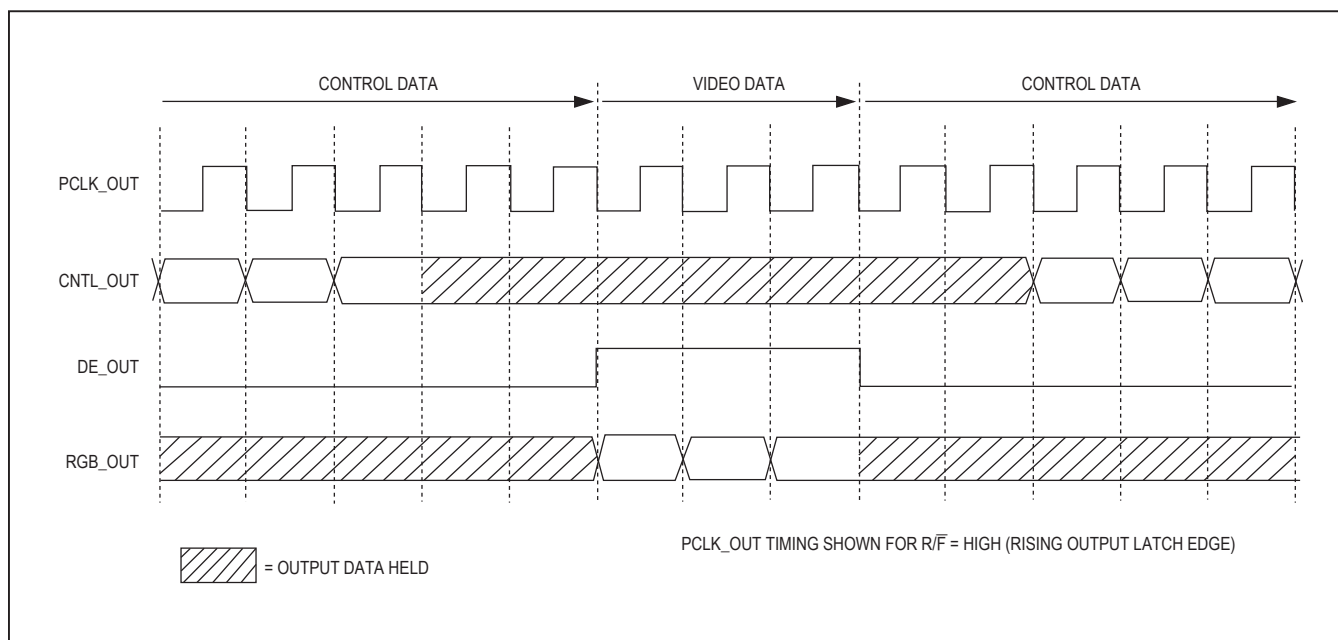 CONTROL DATA
VIDEO DATA
CONTROL DATA
PCLK_OUT
CNTL_OUT
DE_OUT
RGB_OUT
PCLK_OUT TIMING SHOWN FOR R/F̅ = HIGH (RISING OUTPUT LATCH EDGE)
= OUTPUT DATA HELD